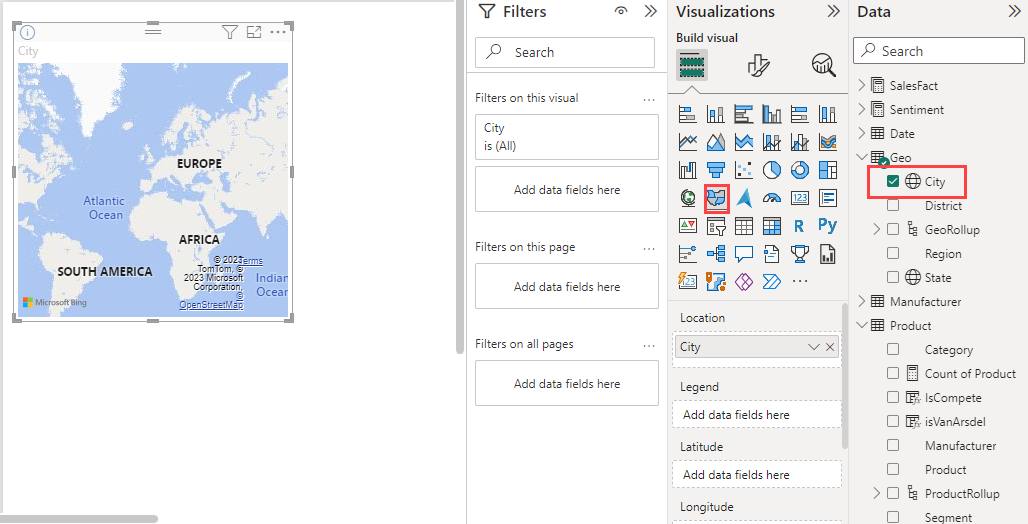 City
EUROPE
Atlantic
Ocean
AFRICA
SOUTH AMERICA
© 2023
TomTom, ©
2023 Microsoft
Corporation,
©
OpenStreetMap
Terms
Indian
Ocean
Microsoft Bing
Filters
Search
Filters on this visual
City
is (All)
Add data fields here
Filters on this page
Add data fields here
Filters on all pages
Add data fields here
Visualizations
Build visual
123
R
Py
123
Location
City
Legend
Add data fields here
Latitude
Add data fields here
Longitude
Data
Search
SalesFact
Sentiment
Date
Geo
City
District
GeoRollup
Region
State
Manufacturer
Product
Category
Count of Product
IsCompete
isVanArsdel
Manufacturer
Product
ProductRollup
Segment